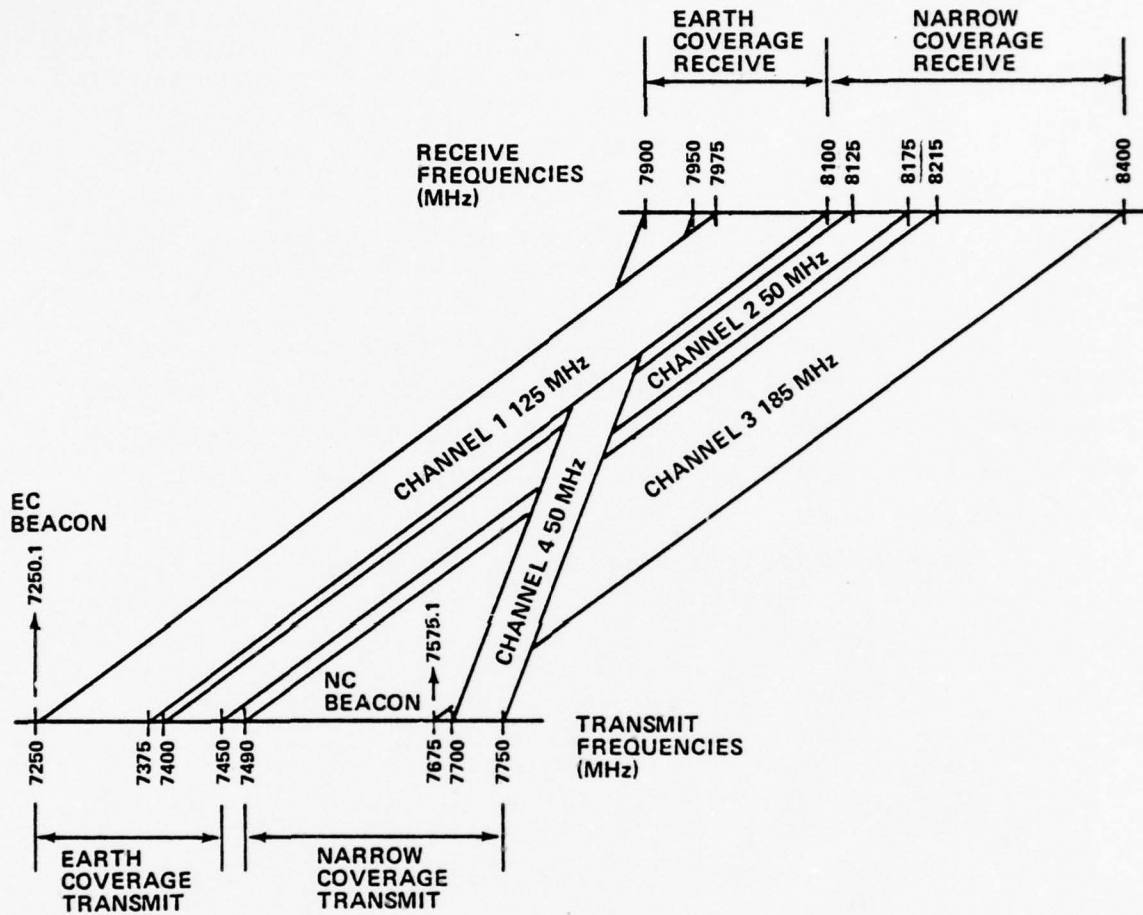 EARTH
COVERAGE
RECEIVE
NARROW
COVERAGE
RECEIVE
RECEIVE
FREQUENCIES
(MHz)
7900
7950
7975
8100
8125
8175
8215
8400
CHANNEL 1 125 MHz
CHANNEL 2 50 MHz
CHANNEL 3 185 MHz
CHANNEL 4 50 MHz
EC
BEACON
7250.1
NC
BEACON
7575.1
TRANSMIT
FREQUENCIES
(MHz)
7250
7375
7400
7450
7490
7675
7700
7750
EARTH
COVERAGE
TRANSMIT
NARROW
COVERAGE
TRANSMIT